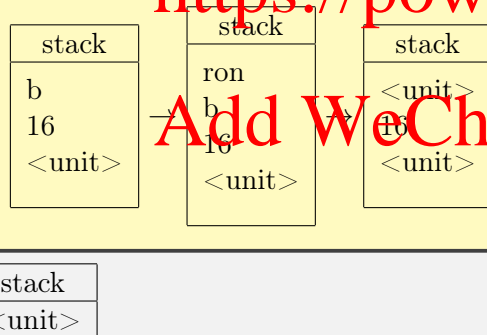 https://pow
stack
b
16
<unit>
→
stack
ron
b
16
<unit>
→
stack
<unit>
16
<unit>
Add WeCh
stack
<unit>